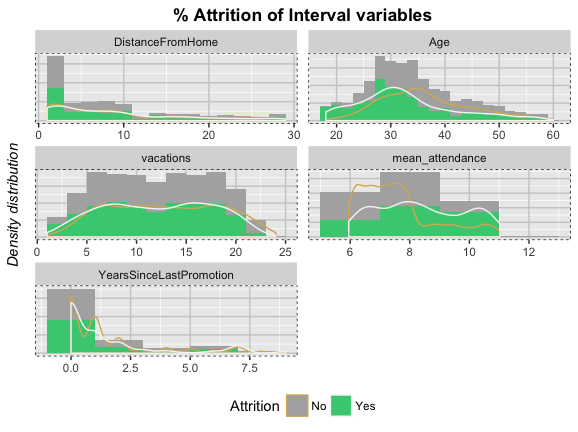 % Attrition of Interval variables
DistanceFromHome
Age
0 10 20 30
20 30 40 50 60
Density distribution
vacations
mean_attendance
0 5 10 15 20 25
6 8 10 12
YearsSinceLastPromotion
0.0 2.5 5.0 7.5
Attrition No Yes